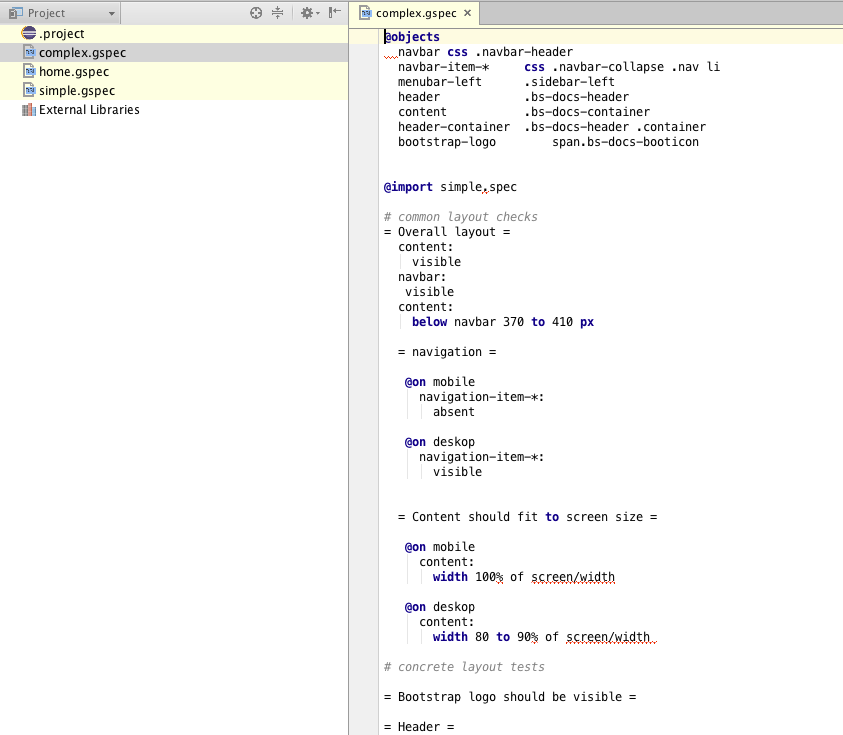 Project
complex.gspec
.project
complex.gspec
home.gspec
simple.gspec
External Libraries
@objects
  navbar css .navbar-header
  navbar-item-*     css .navbar-collapse .nav li
  menubar-left      .sidebar-left
  header            .bs-docs-header
  content           .bs-docs-container
  header-container  .bs-docs-header .container
  bootstrap-logo        span.bs-docs-booticon
@import simple.spec
# common layout checks
= Overall layout =
  content:
    visible
  navbar:
   visible
  content:
    below navbar 370 to 410 px
  = navigation =
   @on mobile
     navigation-item-*:
       absent
   @on deskop
     navigation-item-*:
       visible
  = Content should fit to screen size =
   @on mobile
     content:
       width 100% of screen/width
   @on deskop
     content:
       width 80 to 90% of screen/width
# concrete layout tests
= Bootstrap logo should be visible =
= Header =